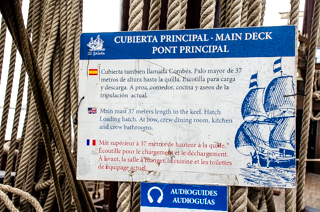 CUBIERTA PRINCIPAL · MAIN DECK
PONT PRINCIPAL
Cubierta también llamada Combés. Palo mayor de 37
metros de altura hasta la quilla. Escotilla para carga
y descarga. A proa, comedor, cocina y aseos de la
tripulación actual.
Main mast 37 meters length to the keel. Hatch
Loading hatch. At bow, crew dining room, kitchen
and crew bathrooms.
Mât supérieur à 37 mètres de hauteur à la quille.
Écoutille pour le chargement et le déchargement.
À l'avant, la salle à manger, la cuisine et les toilettes
de l'équipage actuel.
AUDIOGUIDES
AUDIOGUÍAS